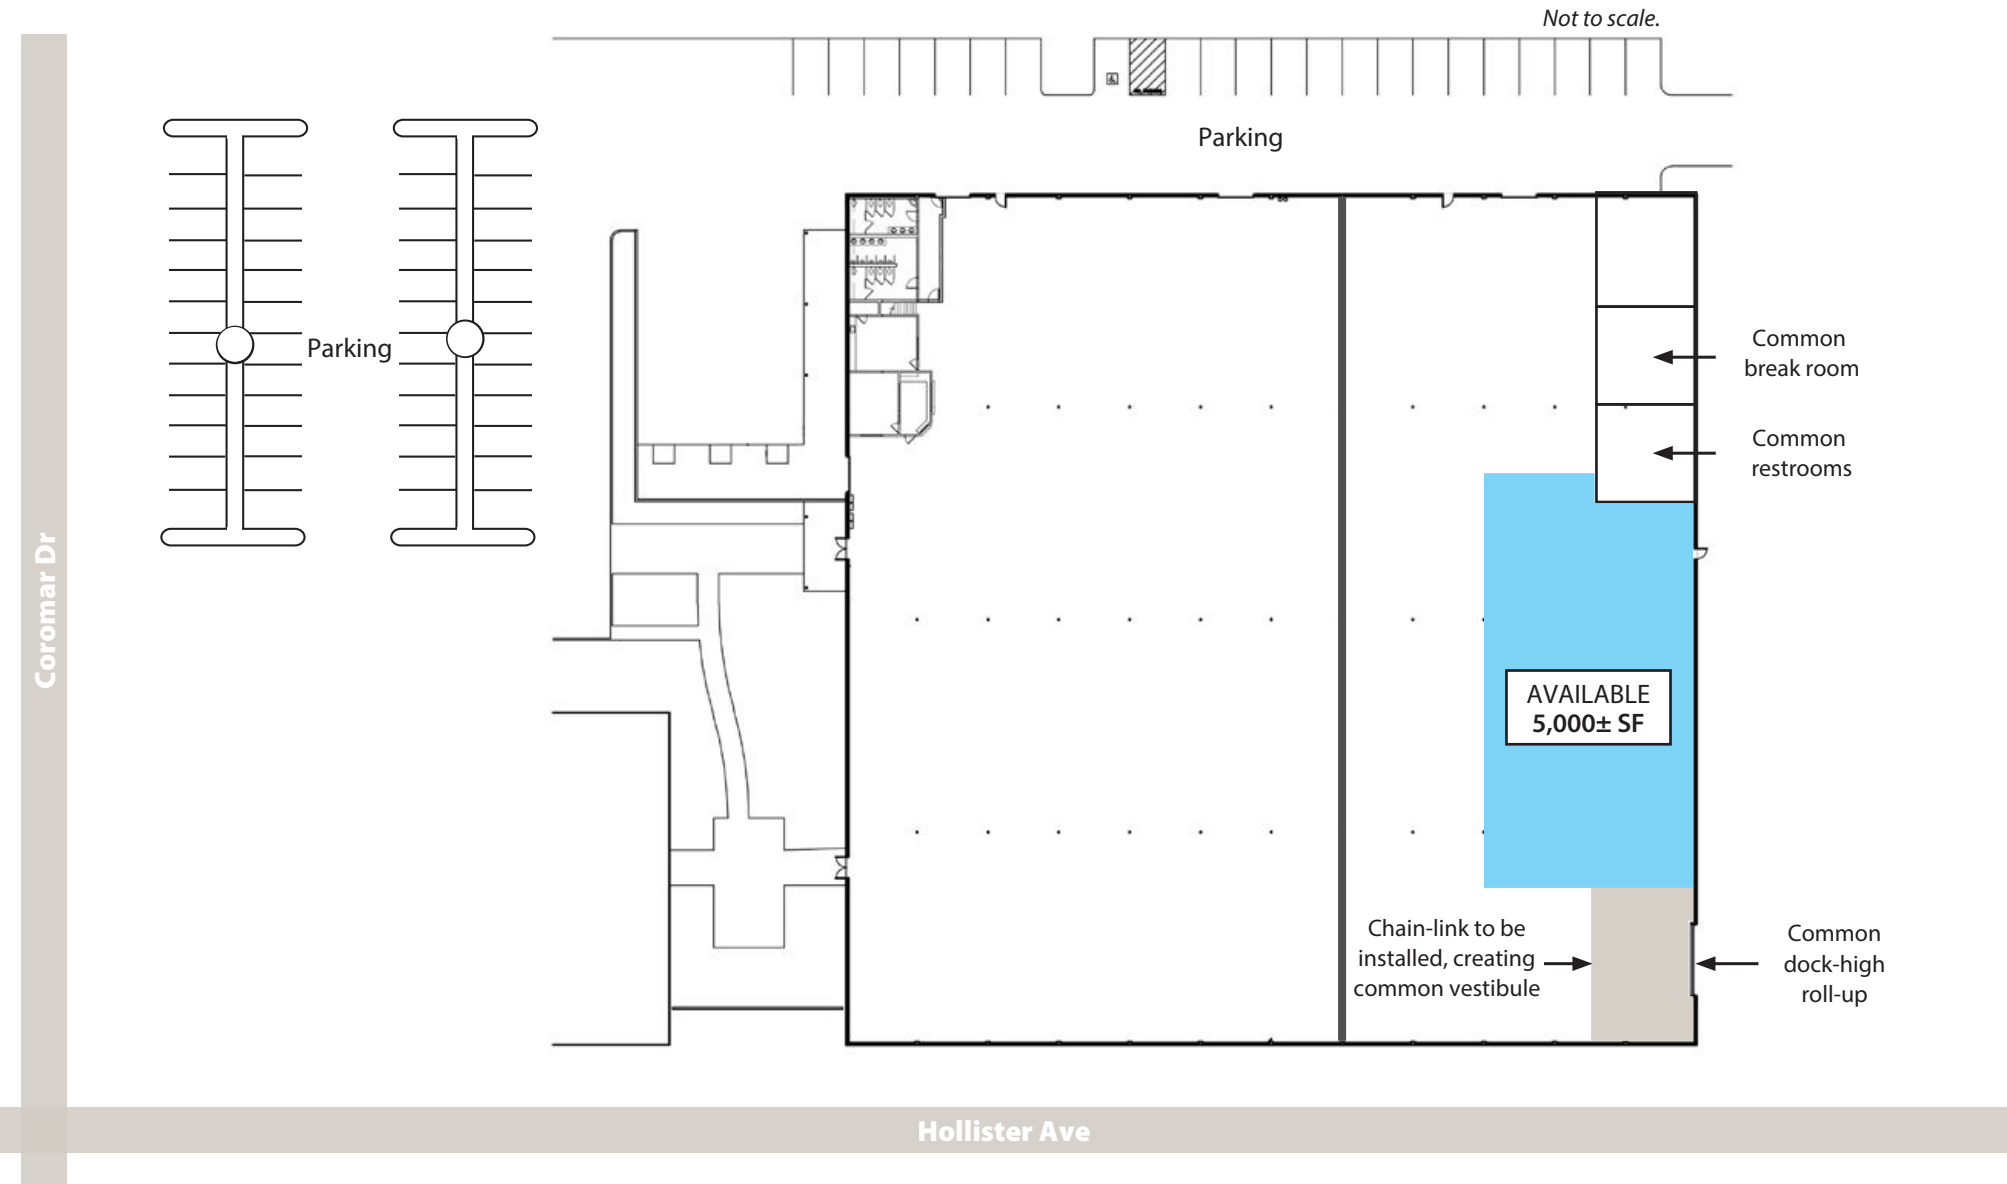 Not to scale.
Parking
Parking
Common
break room
Common
restrooms
Coromar Dr
AVAILABLE
5,000± SF
Chain-link to be
installed, creating
common vestibule
Common
dock-high
roll-up
Hollister Ave